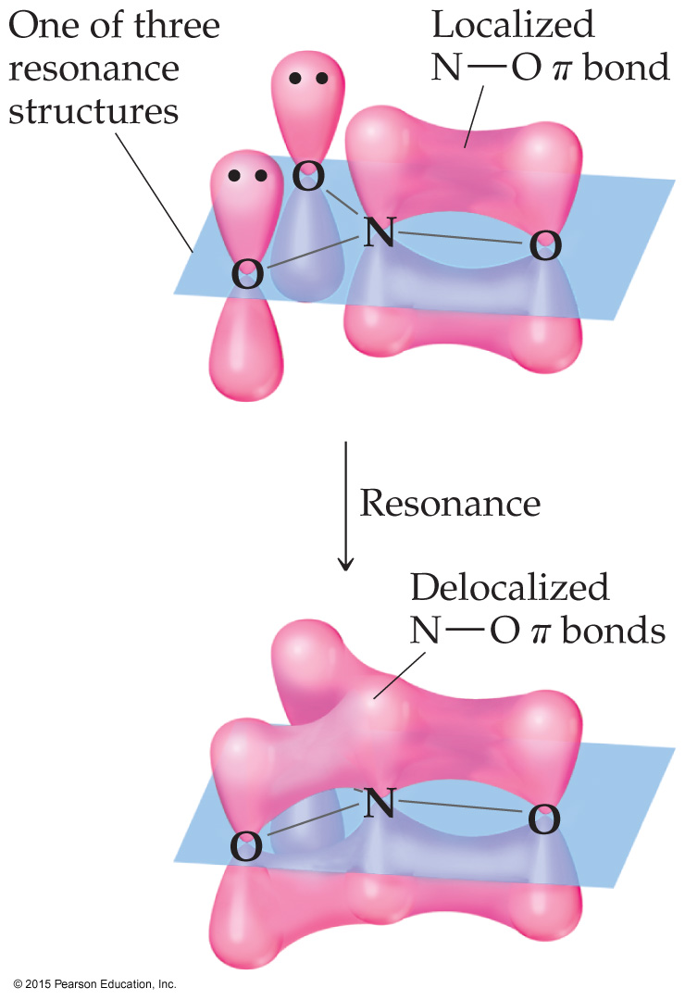 One of three
resonance
structures
Localized
N—O π bond
O
O
N
O
Resonance
Delocalized
N—O π bonds
N
O
O
© 2015 Pearson Education, Inc.